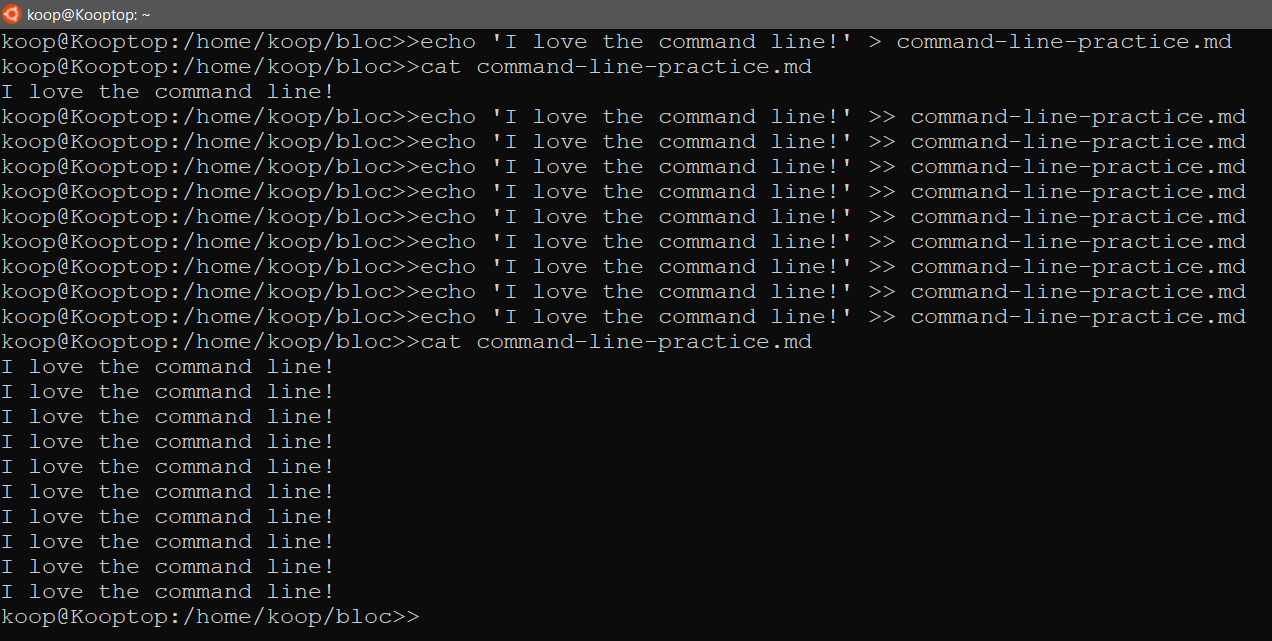 koop@Kooptop: ~
koop@Kooptop:/home/koop/bloc>>echo 'I love the command line!' > command-line-practice.md
koop@Kooptop:/home/koop/bloc>>cat command-line-practice.md
I love the command line!
koop@Kooptop:/home/koop/bloc>>echo 'I love the command line!' >> command-line-practice.md
koop@Kooptop:/home/koop/bloc>>echo 'I love the command line!' >> command-line-practice.md
koop@Kooptop:/home/koop/bloc>>echo 'I love the command line!' >> command-line-practice.md
koop@Kooptop:/home/koop/bloc>>echo 'I love the command line!' >> command-line-practice.md
koop@Kooptop:/home/koop/bloc>>echo 'I love the command line!' >> command-line-practice.md
koop@Kooptop:/home/koop/bloc>>echo 'I love the command line!' >> command-line-practice.md
koop@Kooptop:/home/koop/bloc>>echo 'I love the command line!' >> command-line-practice.md
koop@Kooptop:/home/koop/bloc>>echo 'I love the command line!' >> command-line-practice.md
koop@Kooptop:/home/koop/bloc>>echo 'I love the command line!' >> command-line-practice.md
koop@Kooptop:/home/koop/bloc>>cat command-line-practice.md
I love the command line!
I love the command line!
I love the command line!
I love the command line!
I love the command line!
I love the command line!
I love the command line!
I love the command line!
I love the command line!
I love the command line!
koop@Kooptop:/home/koop/bloc>>